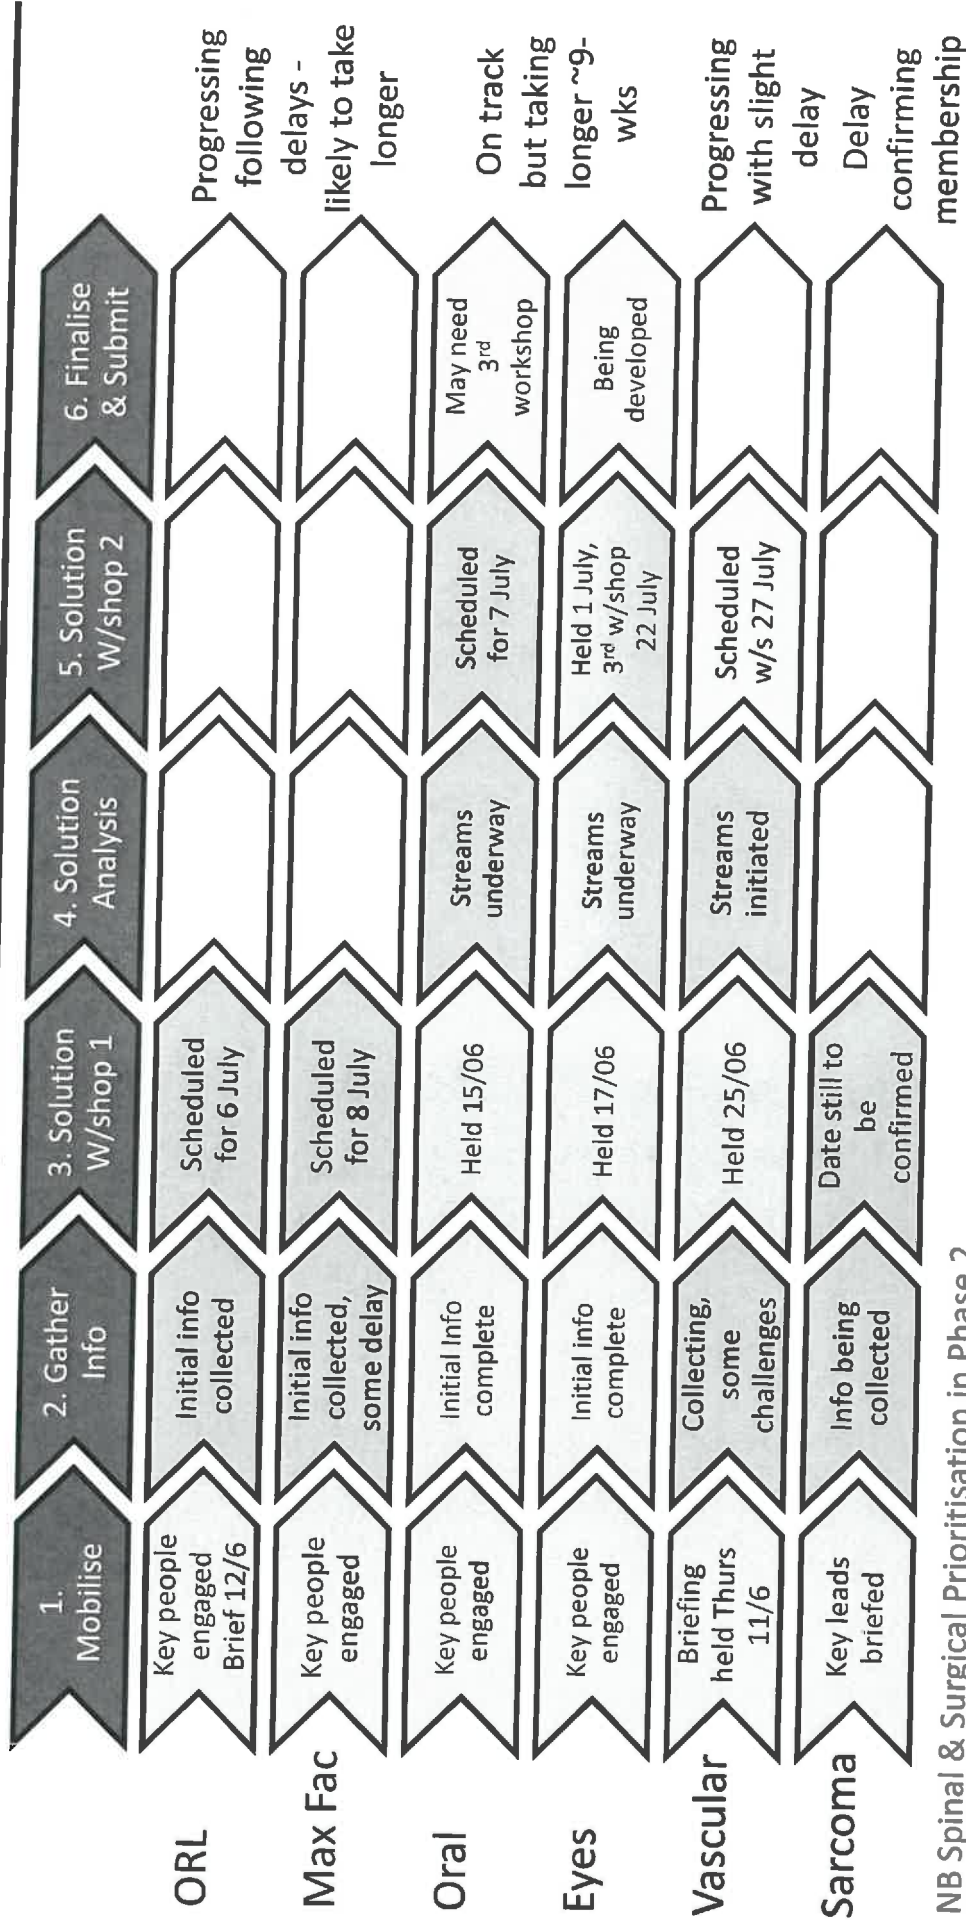 1.
Mobilise
2. Gather
Info
3. Solution
W/shop 1
4. Solution
Analysis
5. Solution
W/shop 2
6. Finalise
& Submit
ORL
Key people
engaged
Brief 12/6
Initial info
collected
Scheduled
for 6 July
Progressing
following
delays -
likely to take
longer
Max Fac
Key people
engaged
Initial info
collected,
some delay
Scheduled
for 8 July
Oral
Key people
engaged
Initial Info
complete
Held 15/06
Streams
underway
Scheduled
for 7 July
May need
3rd
workshop
On track
but taking
longer ~9-
wks
Eyes
Key people
engaged
Initial info
complete
Held 17/06
Streams
underway
Held 1 July,
3rd w/shop
22 July
Being
developed
Vascular
Briefing
held Thurs
11/6
Collecting,
some
challenges
Held 25/06
Streams
initiated
Scheduled
w/s 27 July
Progressing
with slight
delay
Sarcoma
Key leads
briefed
Info being
collected
Date still to
be
confirmed
Delay
confirming
membership
NB Spinal & Surgical Prioritisation in Phase 2